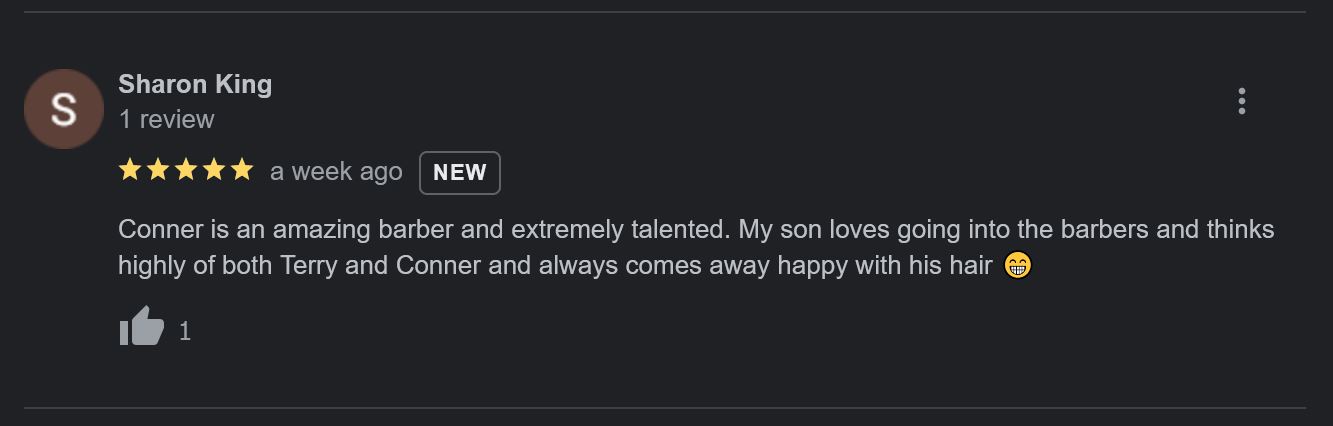 S
Sharon King
1 review
a week ago NEW
Conner is an amazing barber and extremely talented. My son loves going into the barbers and thinks
highly of both Terry and Conner and always comes away happy with his hair 😁
1